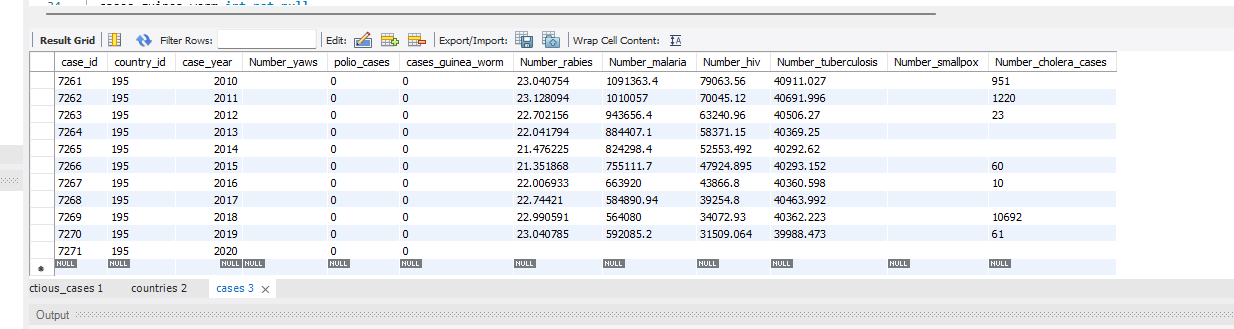 34 cases_guinea_worm int not null
Result Grid Filter Rows: Edit: Export/Import: Wrap Cell Content:
case_id country_id case_year Number_yaws polio_cases cases_guinea_worm Number_rabies Number_malaria Number_hiv Number_tuberculosis Number_smallpox Number_cholera_cases
7261 195 2010 0 0 23.040754 1091363.4 79063.56 40911.027 951
7262 195 2011 0 0 23.128094 1010057 70045.12 40691.996 1220
7263 195 2012 0 0 22.702156 943656.4 63240.96 40506.27 23
7264 195 2013 0 0 22.041794 884407.1 58371.15 40369.25
7265 195 2014 0 0 21.476225 824298.4 52553.492 40292.62
7266 195 2015 0 0 21.351868 755111.7 47924.895 40293.152 60
7267 195 2016 0 0 22.006933 663920 43866.8 40360.598 10
7268 195 2017 0 0 22.74421 584890.94 39254.8 40463.992
7269 195 2018 0 0 22.990591 564080 34072.93 40362.223 10692
7270 195 2019 0 0 23.040785 592085.2 31509.064 39988.473 61
7271 195 2020 0 0
NULL NULL NULL NULL NULL NULL NULL NULL NULL NULL NULL NULL
ctious_cases 1 countries 2 cases 3
Output